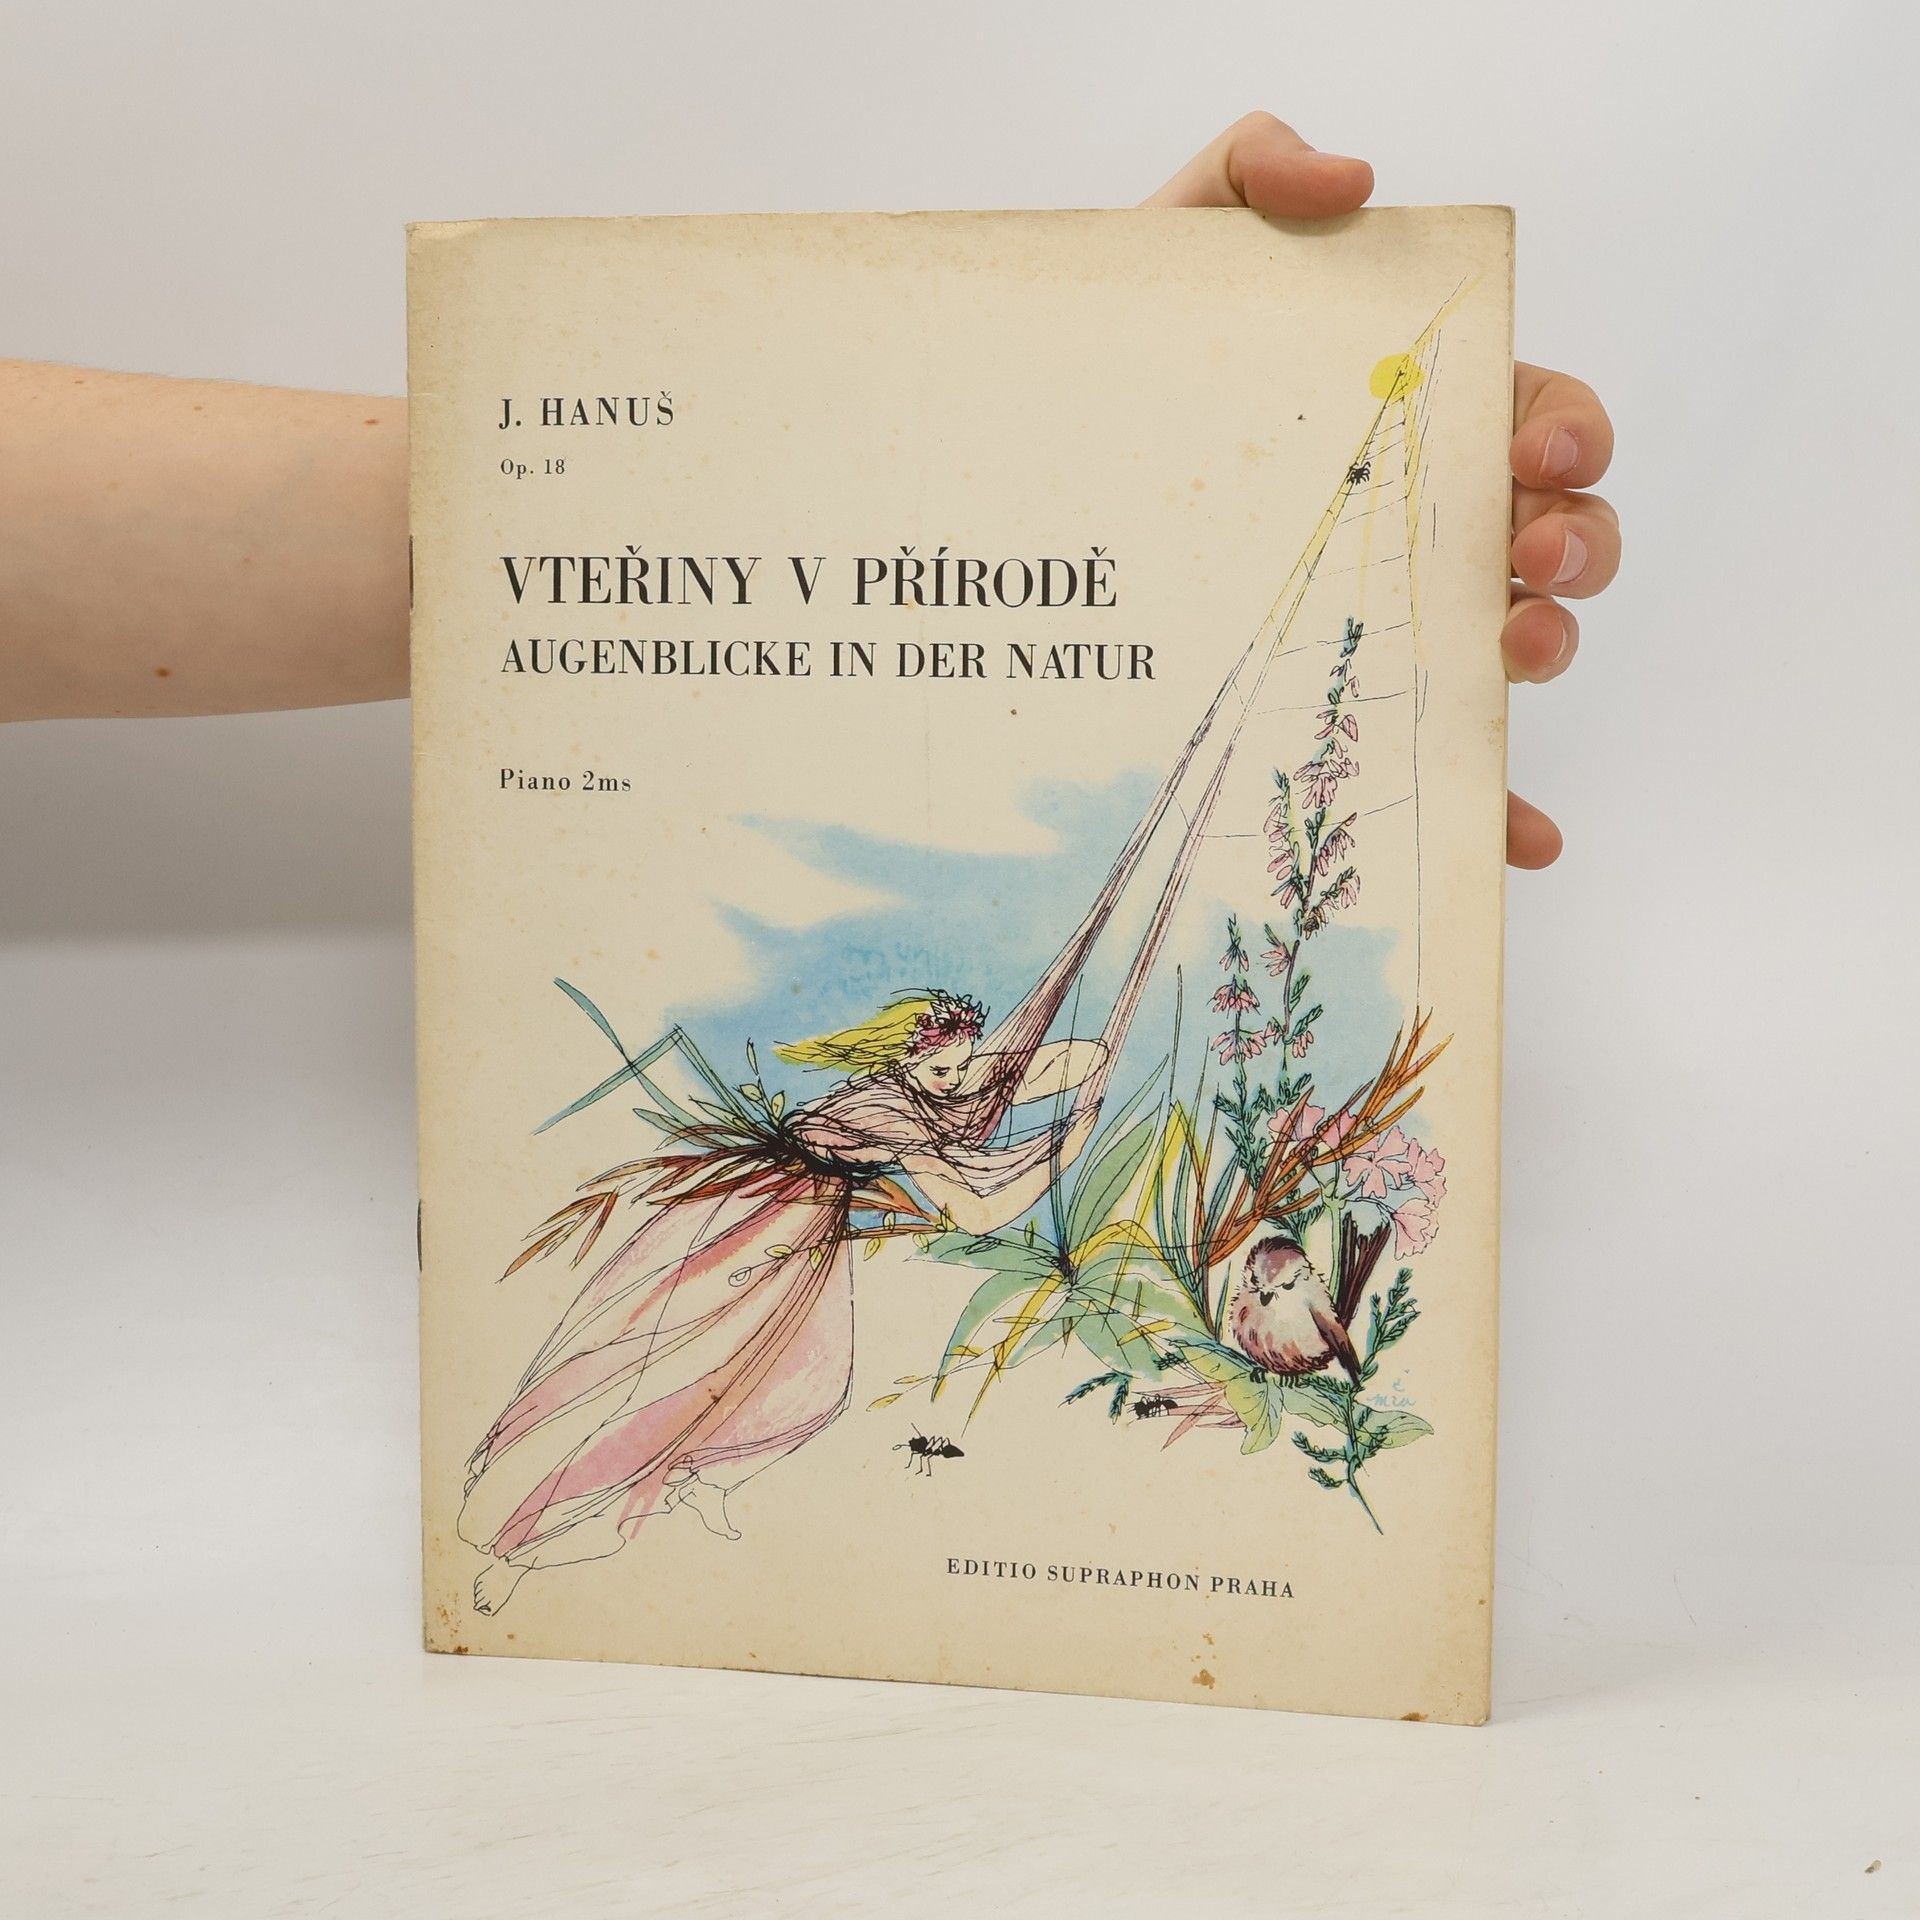 J. HANUŠ
Op. 18
VTEŘINY V PŘÍRODĚ
AUGENBLICKE IN DER NATUR
Piano 2ms
EDITIO SUPRAPHON PRAHA